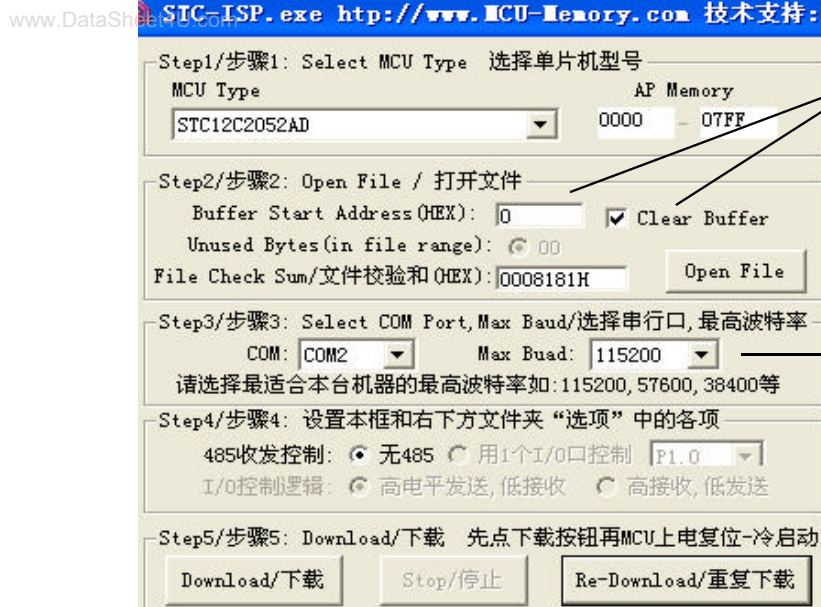 www.DataSheet4U.com
STC-ISP.exe htp://www.MCU-Memory.com 技术支持:
Step1/步骤1: Select MCU Type 选择单片机型号
MCU Type AP Memory
STC12C2052AD 0000 - 07FF
Step2/步骤2: Open File / 打开文件
Buffer Start Address(HEX): 0 Clear Buffer
Unused Bytes(in file range): 00
File Check Sum/文件校验和(HEX): 0008181H Open File
Step3/步骤3: Select COM Port,Max Baud/选择串行口,最高波特率
COM: COM2 Max Buad: 115200
请选择最适合本台机器的最高波特率如:115200,57600,38400等
Step4/步骤4: 设置本框和右下方文件夹“选项”中的各项
485收发控制: 无485 用1个I/O口控制 P1.0
I/O控制逻辑: 高电平发送,低接收 高接收,低发送
Step5/步骤5: Download/下载 先点下载按钮再MCU上电复位-冷启动
Download/下载 Stop/停止 Re-Download/重复下载